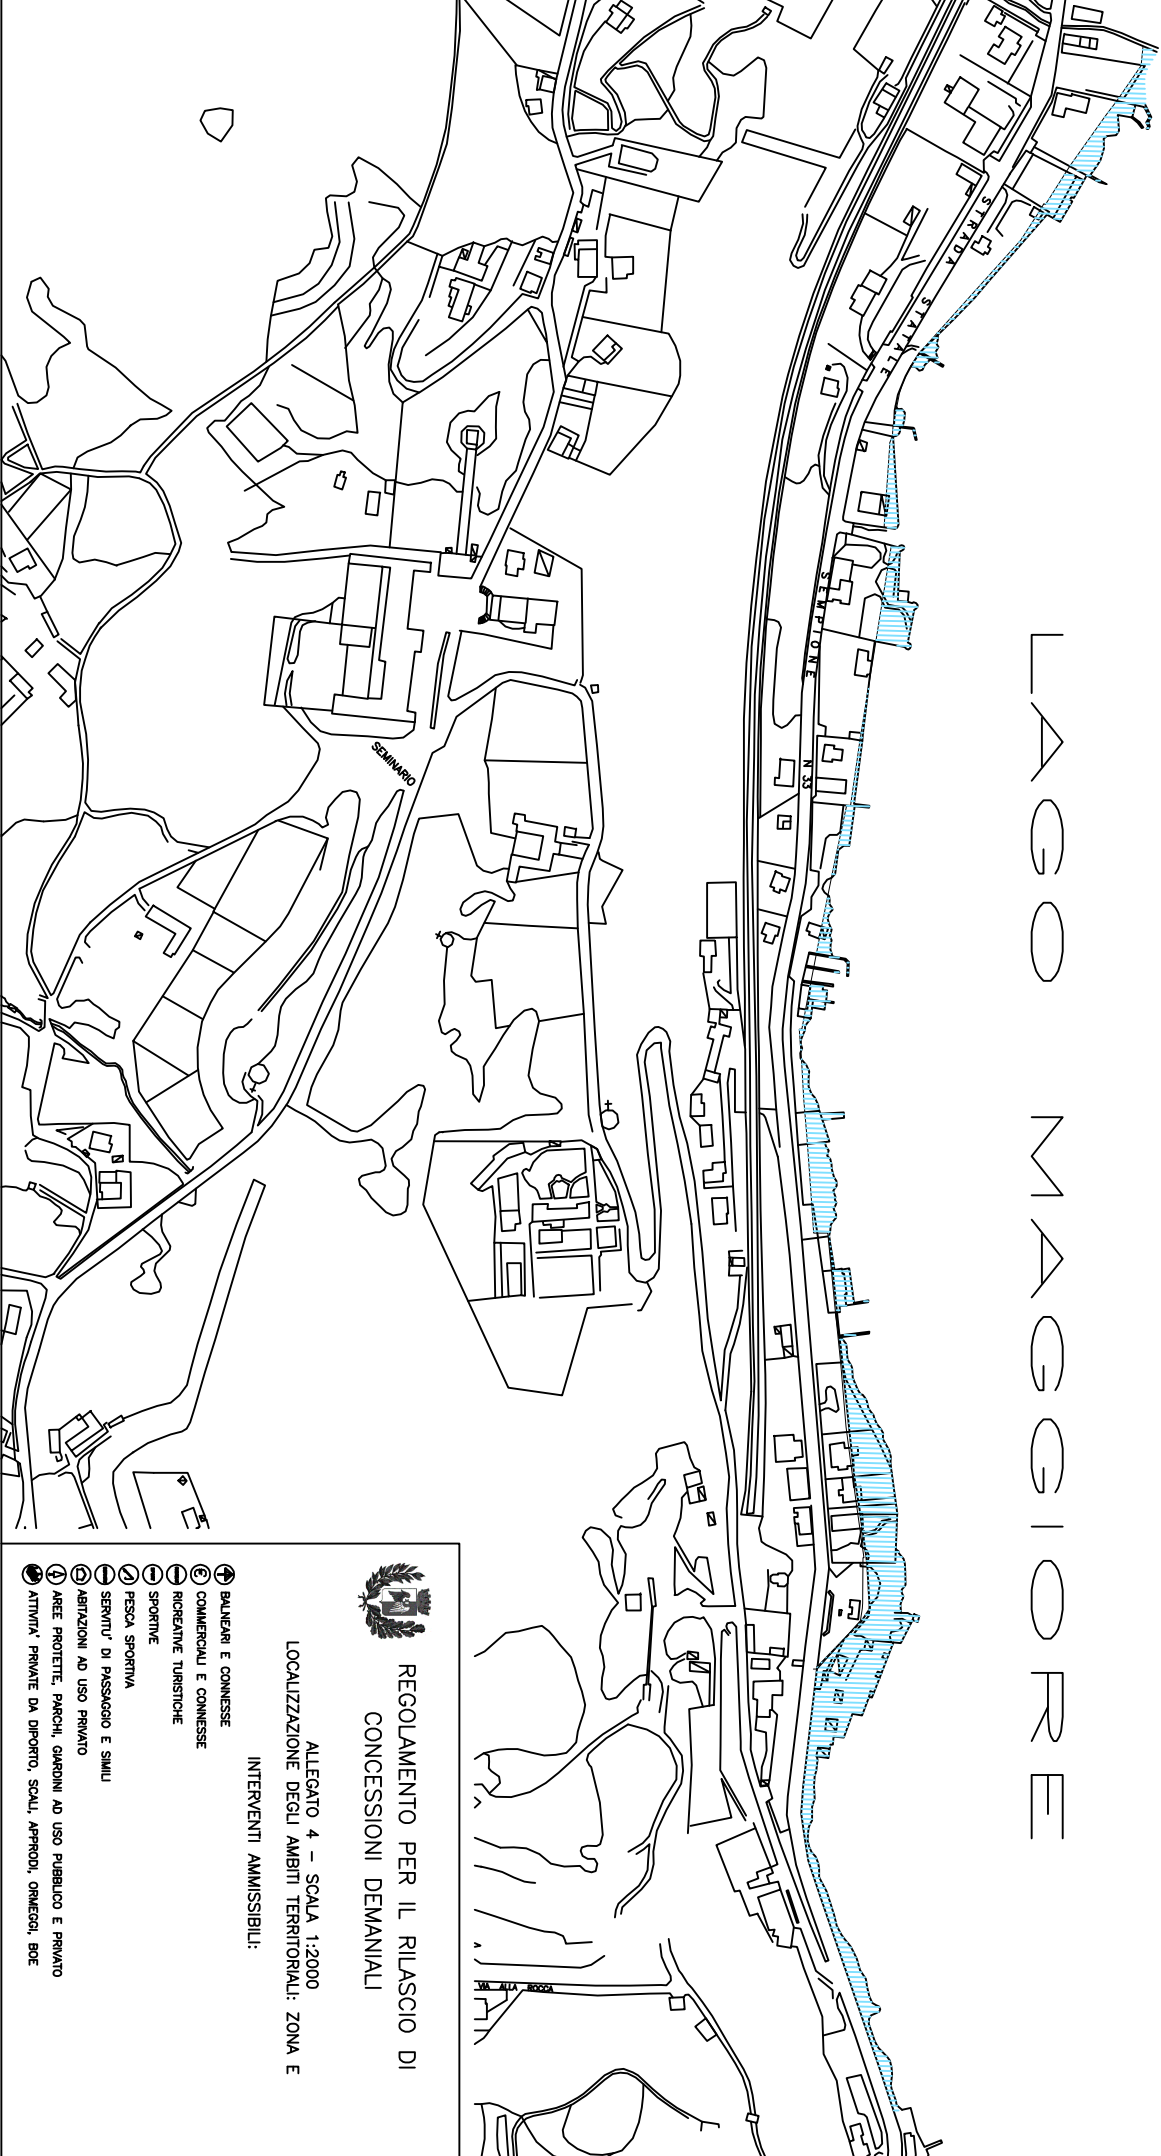 LAGO MAGGIORE
STRADA STATALE SEMPIONE N 33
SEMINARIO
VIA ALLA ROCCA
REGOLAMENTO PER IL RILASCIO DI
CONCESSIONI DEMANIALI
ALLEGATO 4 - SCALA 1:2000
LOCALIZZAZIONE DEGLI AMBITI TERRITORIALI: ZONA E
INTERVENTI AMMISSIBILI:
BALNEARI E CONNESSE
€ COMMERCIALI E CONNESSE
RICREATIVE TURISTICHE
SPORTIVE
PESCA SPORTIVA
SERVITU' DI PASSAGGIO E SIMILI
ABITAZIONI AD USO PRIVATO
AREE PROTETTE, PARCHI, GIARDINI AD USO PUBBLICO E PRIVATO
ATTIVITA' PRIVATE DA DIPORTO, SCALI, APPRODI, ORMEGGI, BOE